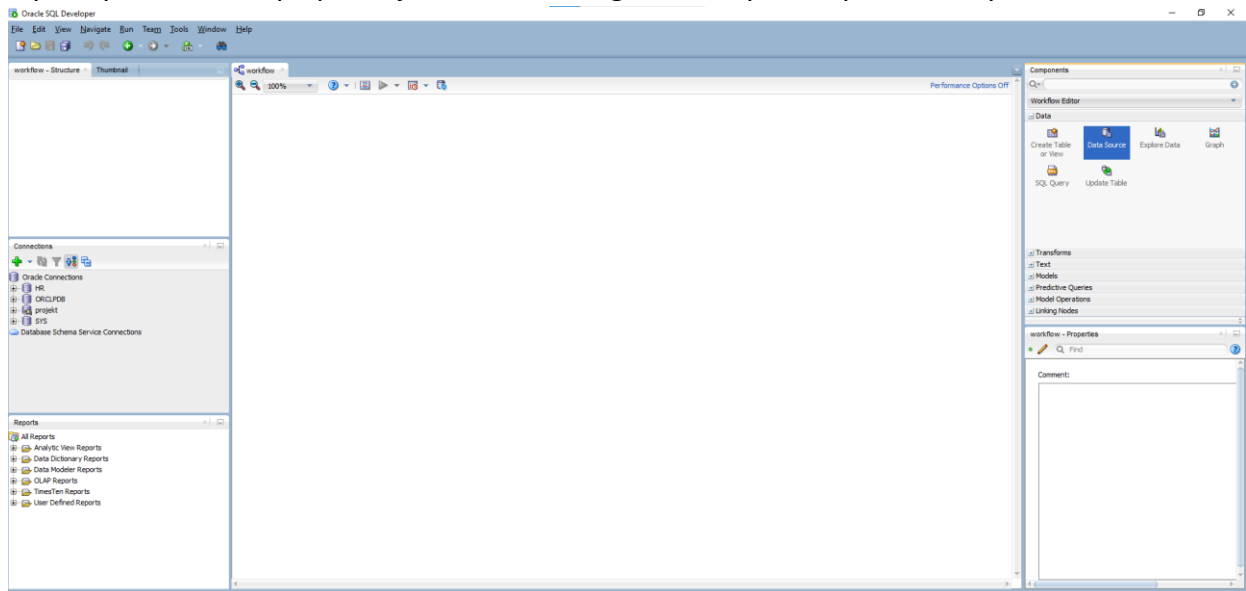 Oracle SQL Developer
File Edit View Navigate Run Team Tools Window Help
workflow - Structure
Thumbnail
workflow
100%
Performance Options Off
Connections
Oracle Connections
HR
ORCLPDB
projekt
SYS
Database Schema Service Connections
Reports
All Reports
Analytic View Reports
Data Dictionary Reports
Data Modeler Reports
OLAP Reports
TimesTen Reports
User Defined Reports
Components
Workflow Editor
Data
Create Table or View
Data Source
Explore Data
Graph
SQL Query
Update Table
Transforms
Text
Models
Predictive Queries
Model Operations
Linking Nodes
workflow - Properties
Find
Comment: